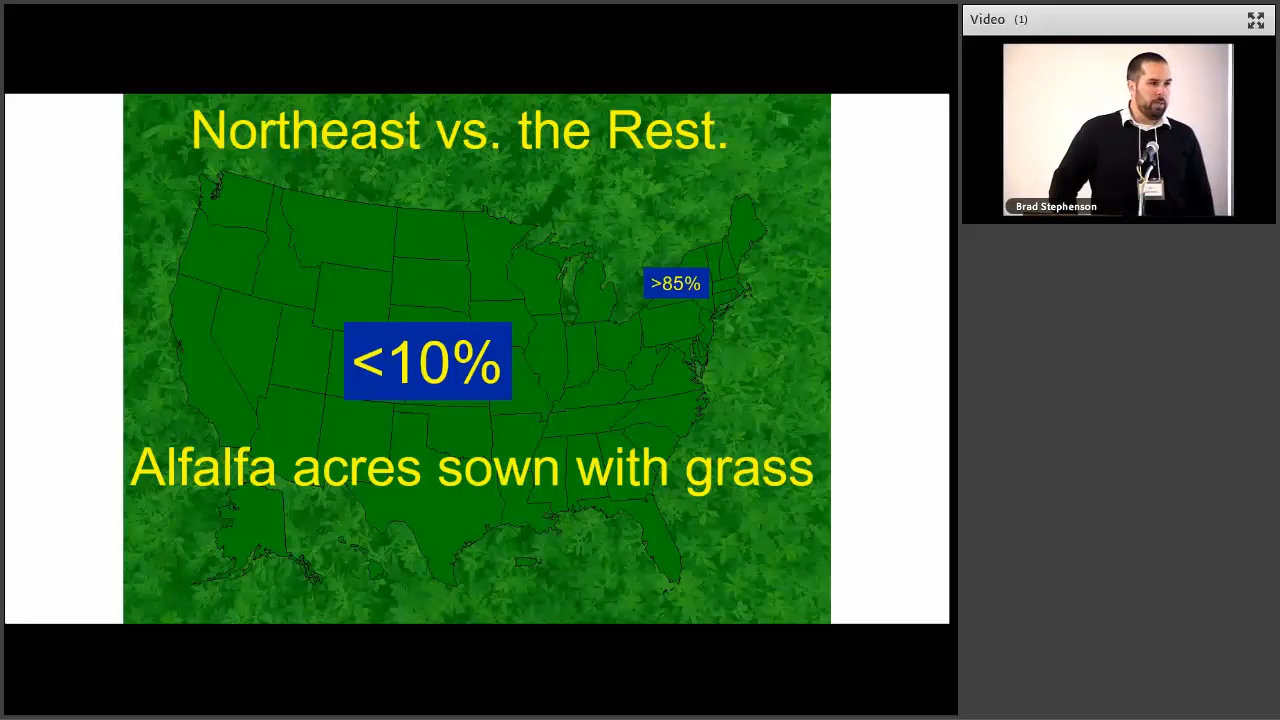 Northeast vs. the Rest.
>85%
<10%
Alfalfa acres sown with grass
Video (1)
Brad Stephenson